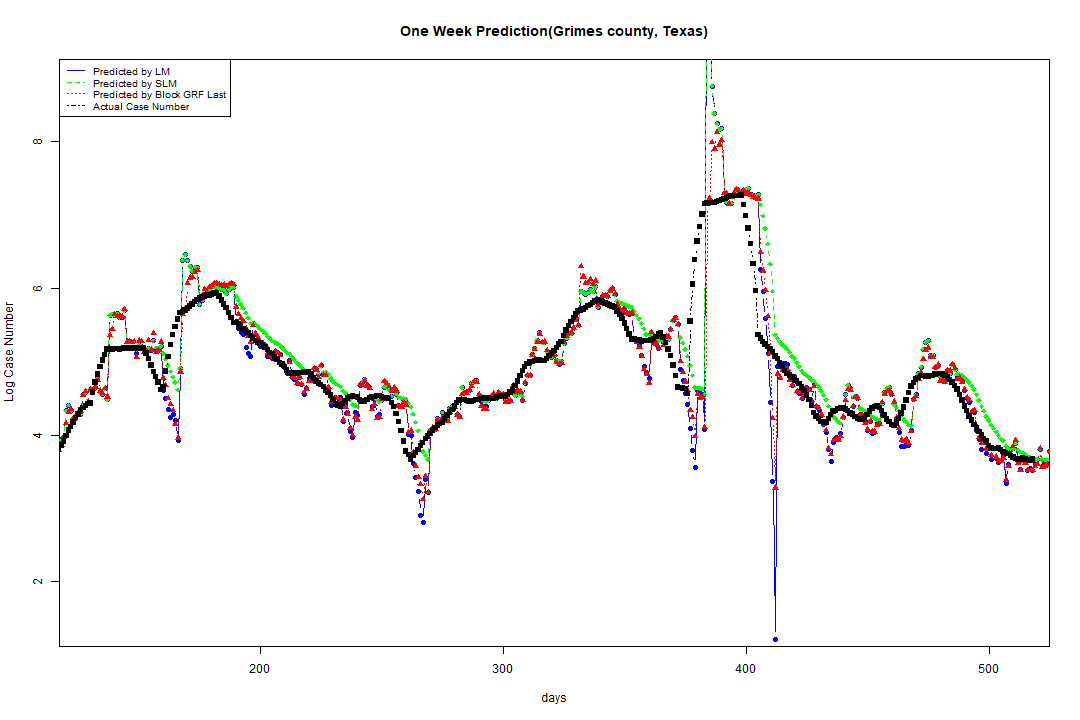 One Week Prediction(Grimes county, Texas)
Predicted by LM
Predicted by SLM
Predicted by Block GRF Last
Actual Case Number
8
6
4
2
Log Case Number
200 300 400 500
days